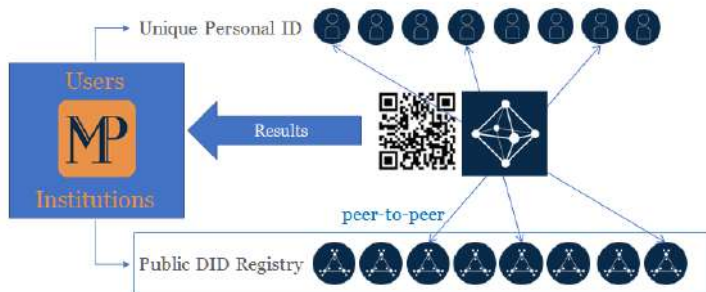 Unique Personal ID
Users
MP
Institutions
Results
peer-to-peer
Public DID Registry